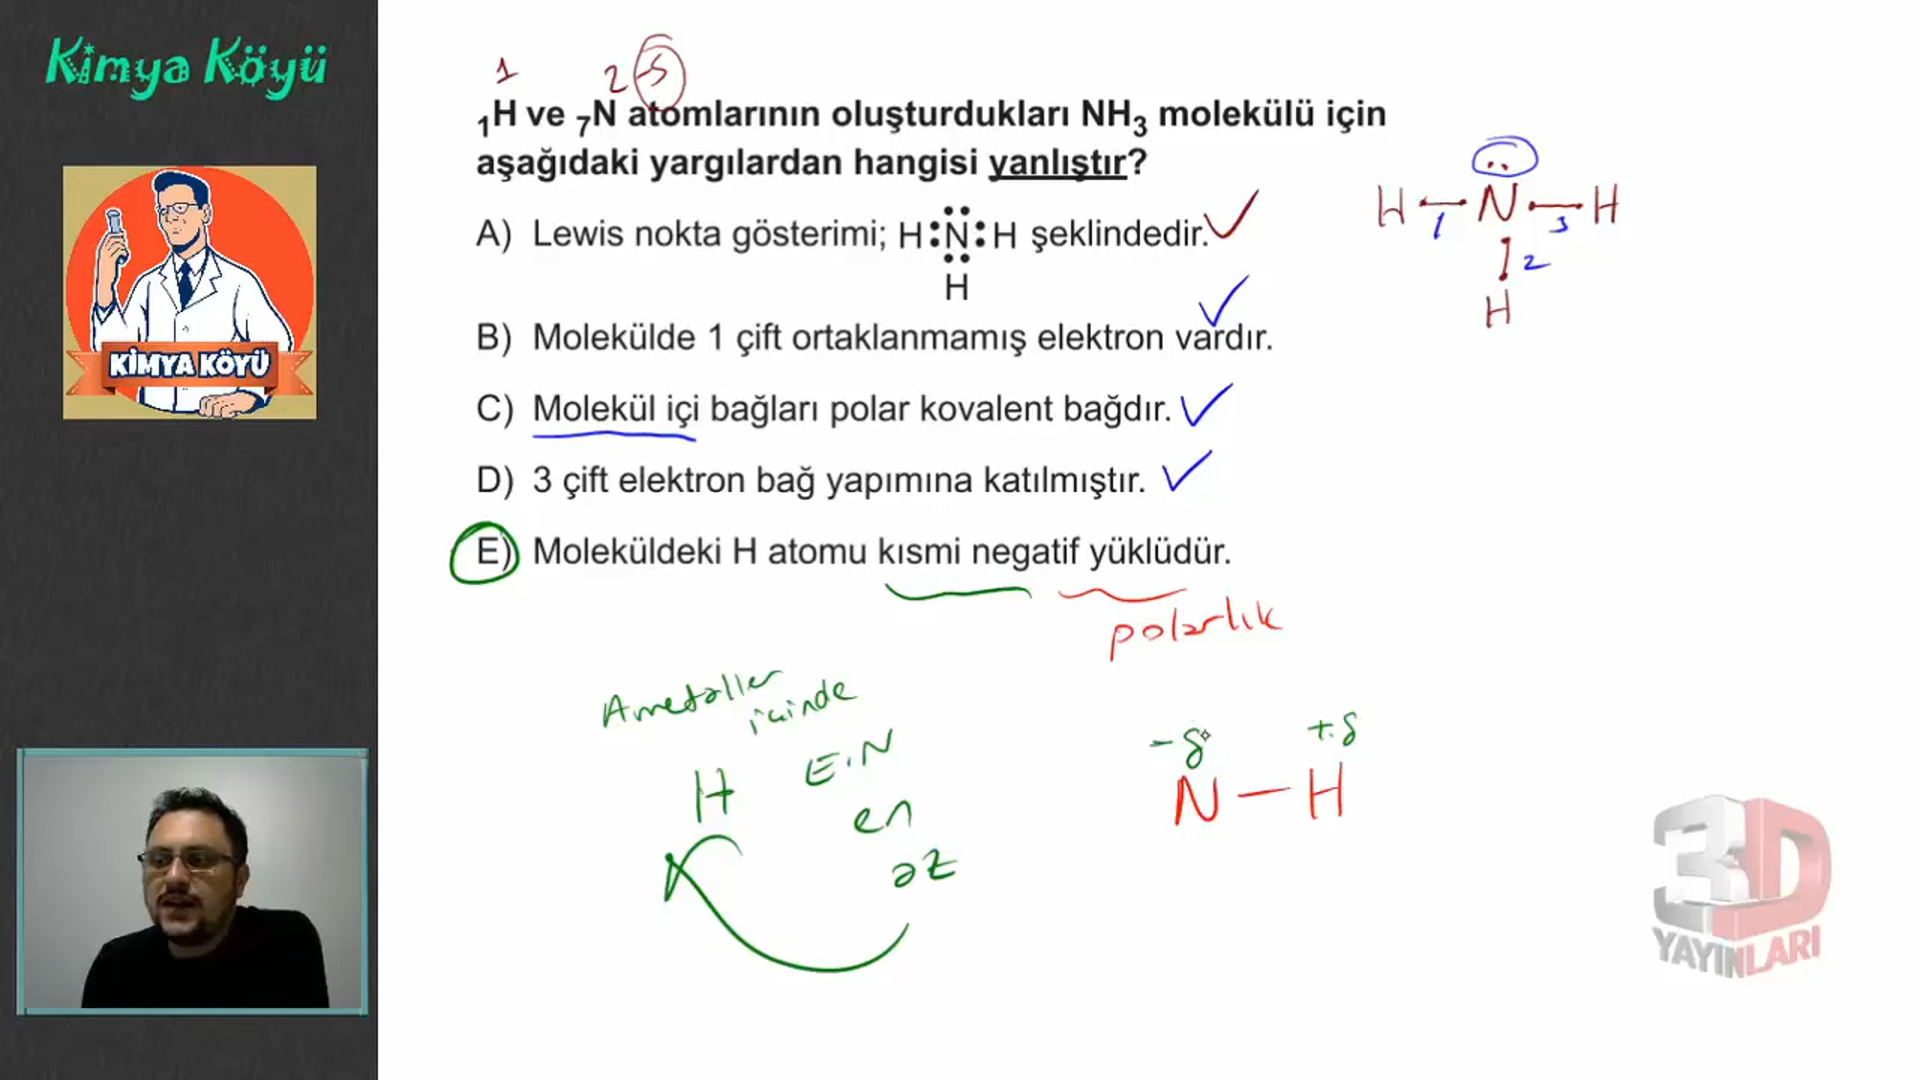 Kimya Köyü
KİMYA KÖYÜ
1 2 5
₁H ve ₇N atomlarının oluşturdukları NH₃ molekülü için
aşağıdaki yargılardan hangisi yanlıştır?
A) Lewis nokta gösterimi; H:N:H şeklindedir.
H
B) Molekülde 1 çift ortaklanmamış elektron vardır.
C) Molekül içi bağları polar kovalent bağdır.
D) 3 çift elektron bağ yapımına katılmıştır.
E) Moleküldeki H atomu kısmi negatif yüklüdür.
H N H
1 3
2
H
polarlık
Ametaller
içinde
H E.N
en
az
-δ +δ
N — H
3D
YAYINLARI